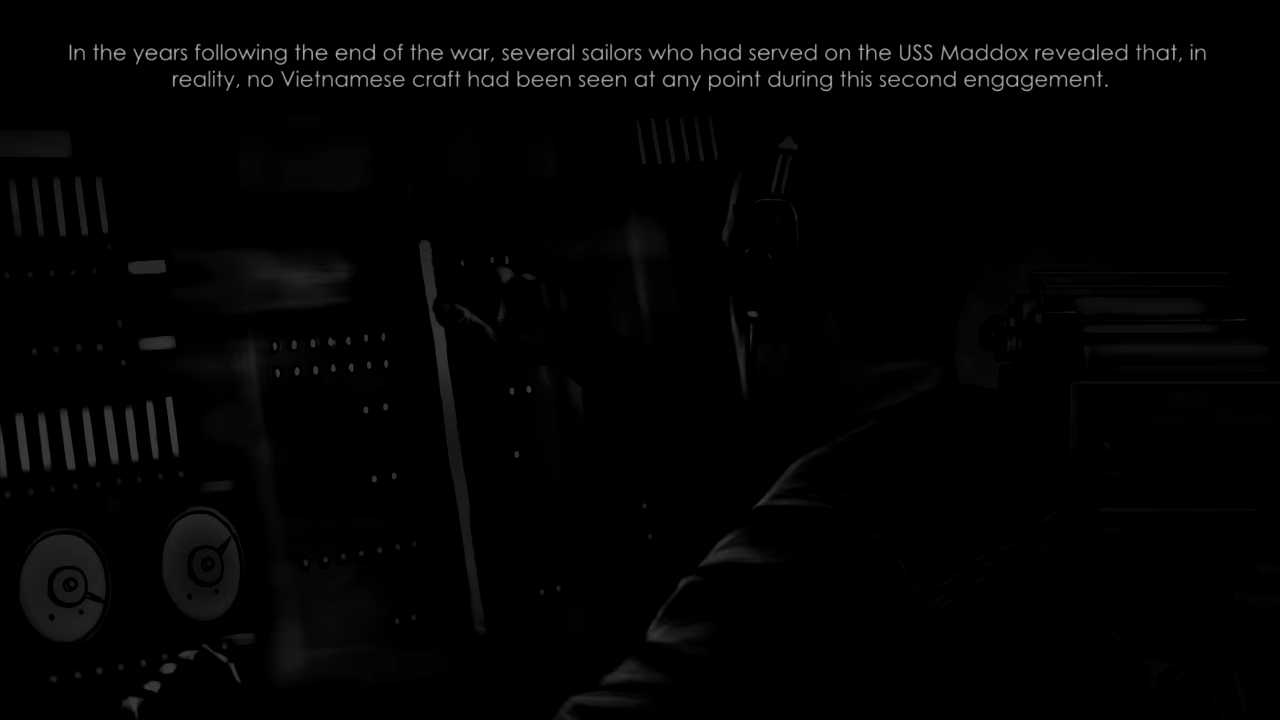 In the years following the end of the war, several sailors who had served on the USS Maddox revealed that, in
reality, no Vietnamese craft had been seen at any point during this second engagement.